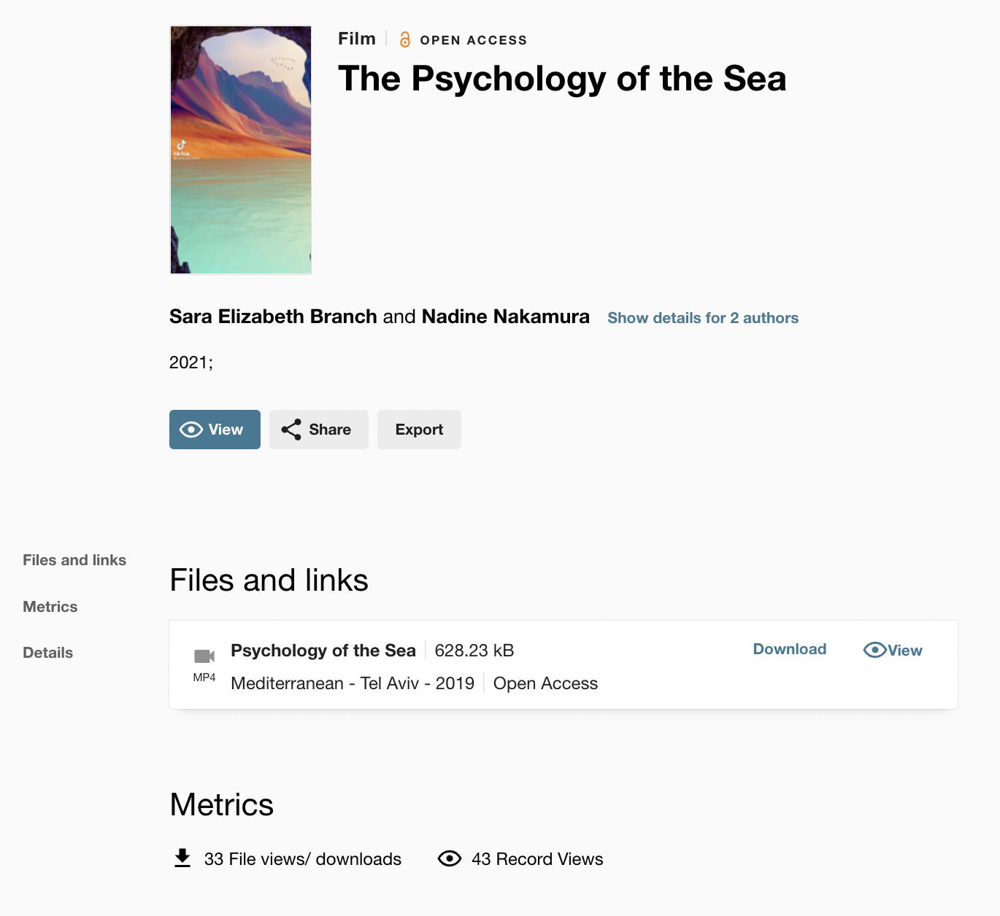 Film
OPEN ACCESS
The Psychology of the Sea
TikTok
Sara Elizabeth Branch and Nadine Nakamura Show details for 2 authors
2021;
View
Share
Export
Files and links
Metrics
Details
Files and links
MP4
Psychology of the Sea
628.23 kB
Mediterranean - Tel Aviv - 2019
Open Access
Download
View
Metrics
33 File views/ downloads
43 Record Views